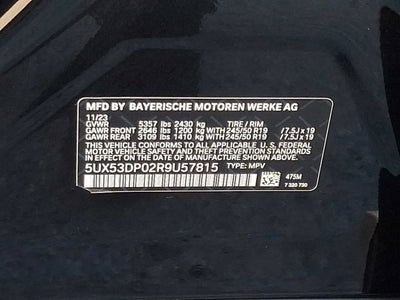 MFD BY BAYERISCHE MOTOREN WERKE AG
11/23
GVWR 5357 lbs 2430 kg TIRE / RIM
GAWR FRONT 2646 lbs 1200 kg WITH 245/50 R19 / 7.5J x 19
GAWR REAR 3109 lbs 1410 kg WITH 245/50 R19 / 7.5J x 19
THIS VEHICLE CONFORMS TO ALL APPLICABLE U.S. FEDERAL
MOTOR VEHICLE SAFETY AND THEFT PREVENTION STANDARDS
IN EFFECT ON THE DATE OF MANUFACTURE SHOWN ABOVE.
5UX53DP02R9U57815 TYPE: MPV
475M
7 320 730